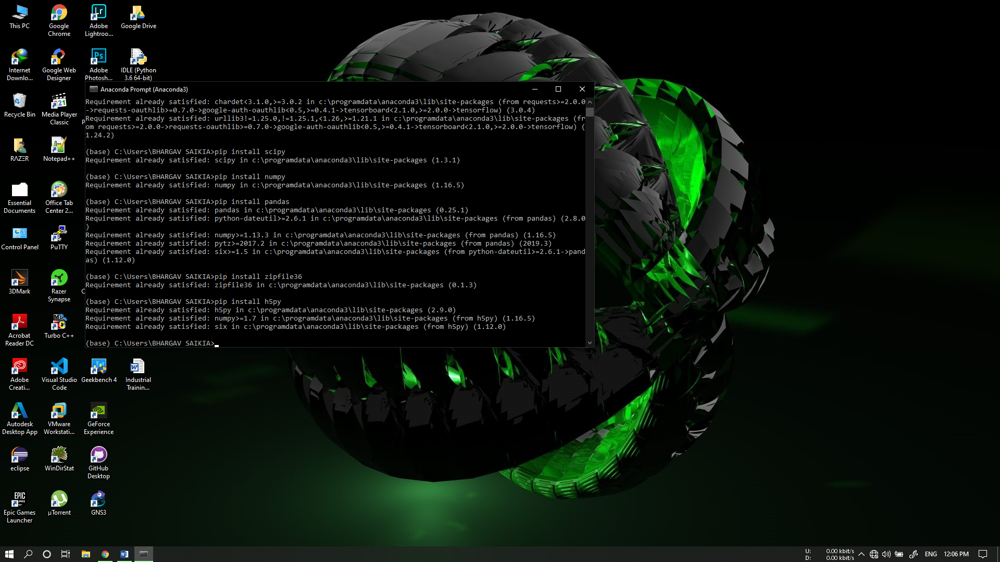 This PC
Google
Chrome
Adobe
Lightroo...
Google Drive
Internet
Downlo...
Google Web
Designer
Adobe
Photosh...
IDLE (Python
3.6 64-bit)
Recycle Bin
Media Player
Classic
RΛZΞR
Notepad++
Essential
Documents
Office Tab
Center 2...
Control Panel
PuTTY
3DMark
Razer
Synapse
Acrobat
Reader DC
Turbo C++
Adobe
Creati...
Visual Studio
Code
Geekbench 4
Industrial
Trainin...
Autodesk
Desktop App
VMware
Workstati...
GeForce
Experience
eclipse
WinDirStat
GitHub
Desktop
Epic Games
Launcher
µTorrent
GNS3
Anaconda Prompt (Anaconda3)
Requirement already satisfied: chardet<3.1.0,>=3.0.2 in c:\programdata\anaconda3\lib\site-packages (from requests>=2.0.0
->requests-oauthlib>=0.7.0->google-auth-oauthlib<0.5,>=0.4.1->tensorboard<2.1.0,>=2.0.0->tensorflow) (3.0.4)
Requirement already satisfied: urllib3!=1.25.0,!=1.25.1,<1.26,>=1.21.1 in c:\programdata\anaconda3\lib\site-packages (fr
om requests>=2.0.0->requests-oauthlib>=0.7.0->google-auth-oauthlib<0.5,>=0.4.1->tensorboard<2.1.0,>=2.0.0->tensorflow) (
1.24.2)
(base) C:\Users\BHARGAV SAIKIA>pip install scipy
Requirement already satisfied: scipy in c:\programdata\anaconda3\lib\site-packages (1.3.1)
(base) C:\Users\BHARGAV SAIKIA>pip install numpy
Requirement already satisfied: numpy in c:\programdata\anaconda3\lib\site-packages (1.16.5)
(base) C:\Users\BHARGAV SAIKIA>pip install pandas
Requirement already satisfied: pandas in c:\programdata\anaconda3\lib\site-packages (0.25.1)
Requirement already satisfied: python-dateutil>=2.6.1 in c:\programdata\anaconda3\lib\site-packages (from pandas) (2.8.0
)
Requirement already satisfied: numpy>=1.13.3 in c:\programdata\anaconda3\lib\site-packages (from pandas) (1.16.5)
Requirement already satisfied: pytz>=2017.2 in c:\programdata\anaconda3\lib\site-packages (from pandas) (2019.3)
Requirement already satisfied: six>=1.5 in c:\programdata\anaconda3\lib\site-packages (from python-dateutil>=2.6.1->pand
as) (1.12.0)
(base) C:\Users\BHARGAV SAIKIA>pip install zipfile36
Requirement already satisfied: zipfile36 in c:\programdata\anaconda3\lib\site-packages (0.1.3)
(base) C:\Users\BHARGAV SAIKIA>pip install h5py
Requirement already satisfied: h5py in c:\programdata\anaconda3\lib\site-packages (2.9.0)
Requirement already satisfied: numpy>=1.7 in c:\programdata\anaconda3\lib\site-packages (from h5py) (1.16.5)
Requirement already satisfied: six in c:\programdata\anaconda3\lib\site-packages (from h5py) (1.12.0)
(base) C:\Users\BHARGAV SAIKIA>
U: 0.00 kbit/s
D: 0.00 kbit/s
ENG
12:06 PM